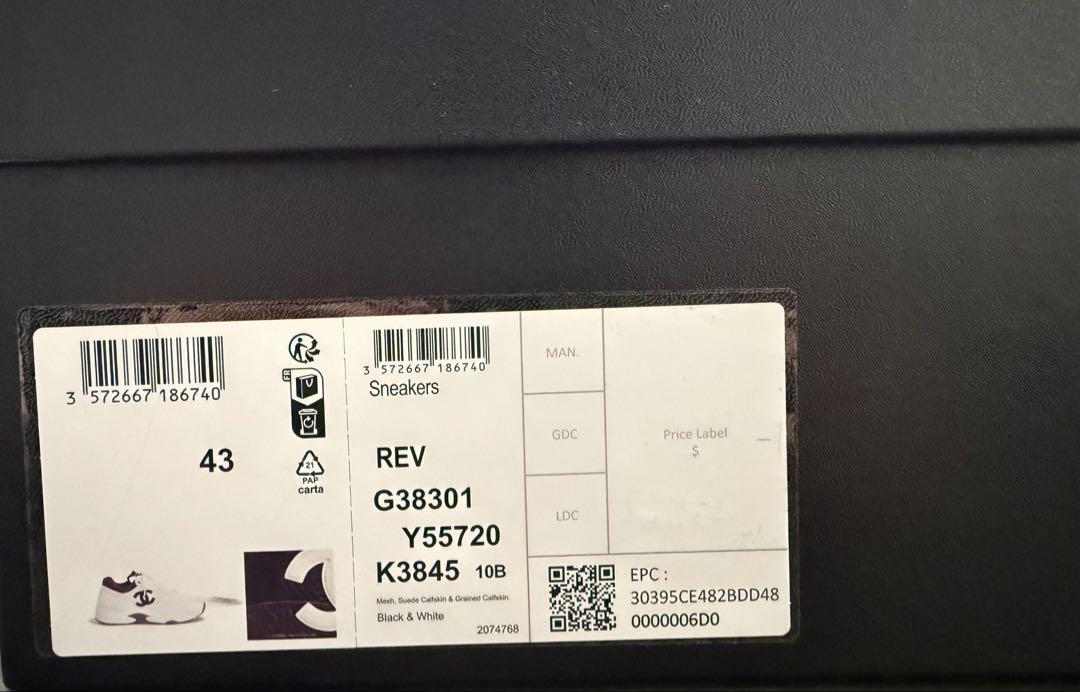 3 572667 186740
43
FR
21
PAP
carta
3 572667 186740
Sneakers
REV
G38301
Y55720
K3845 10B
Mesh, Suede Calfskin & Grained Calfskin
Black & White
2074768
MAN.
GDC
LDC
Price Label
$
EPC :
30395CE482BDD48
0000006D0